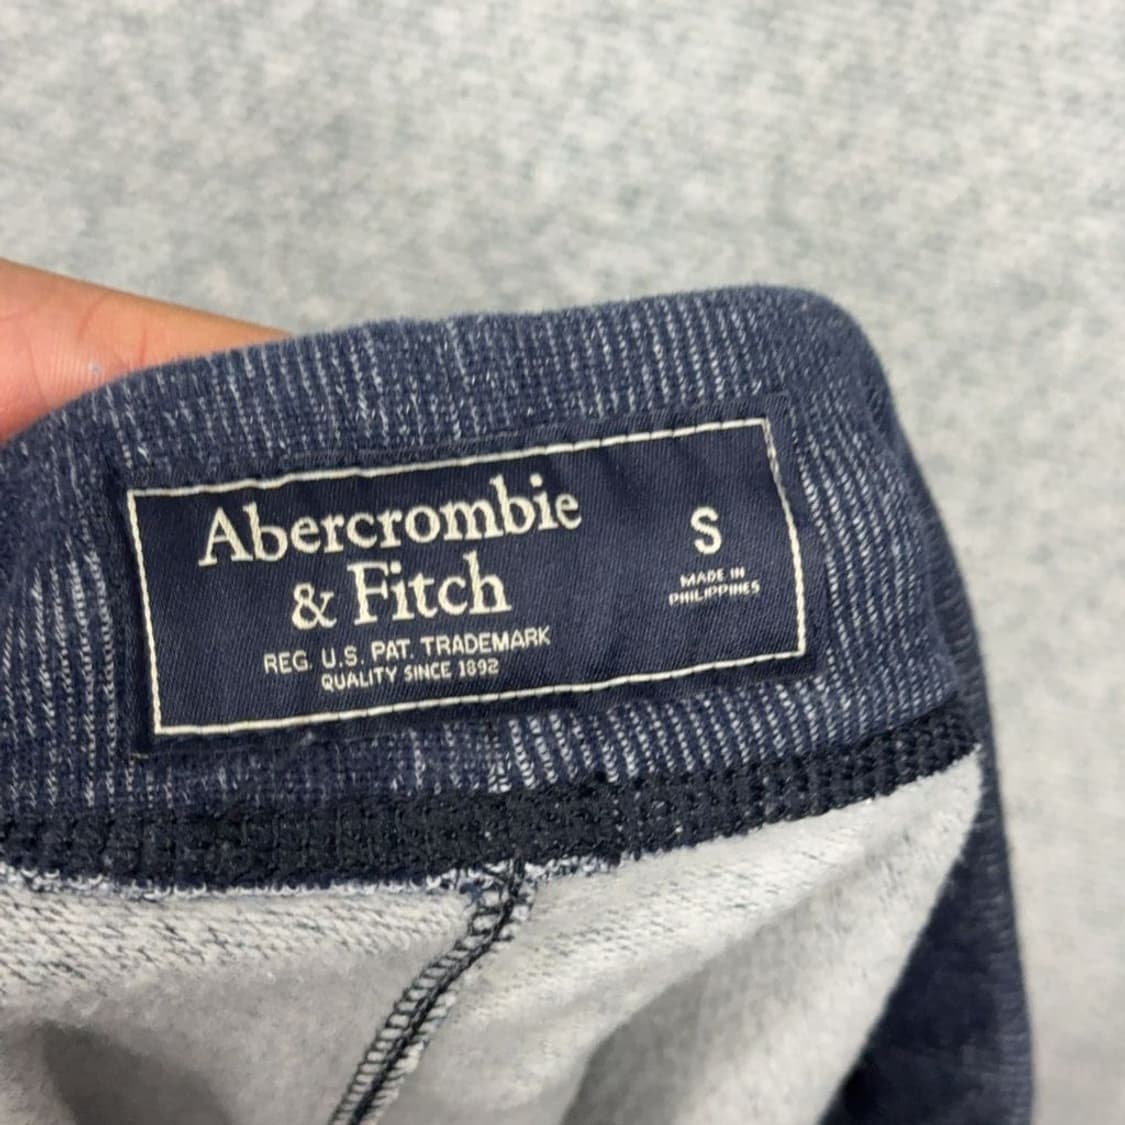 Abercrombie
& Fitch
REG. U.S. PAT. TRADEMARK
QUALITY SINCE 1892
S
MADE IN
PHILIPPINES